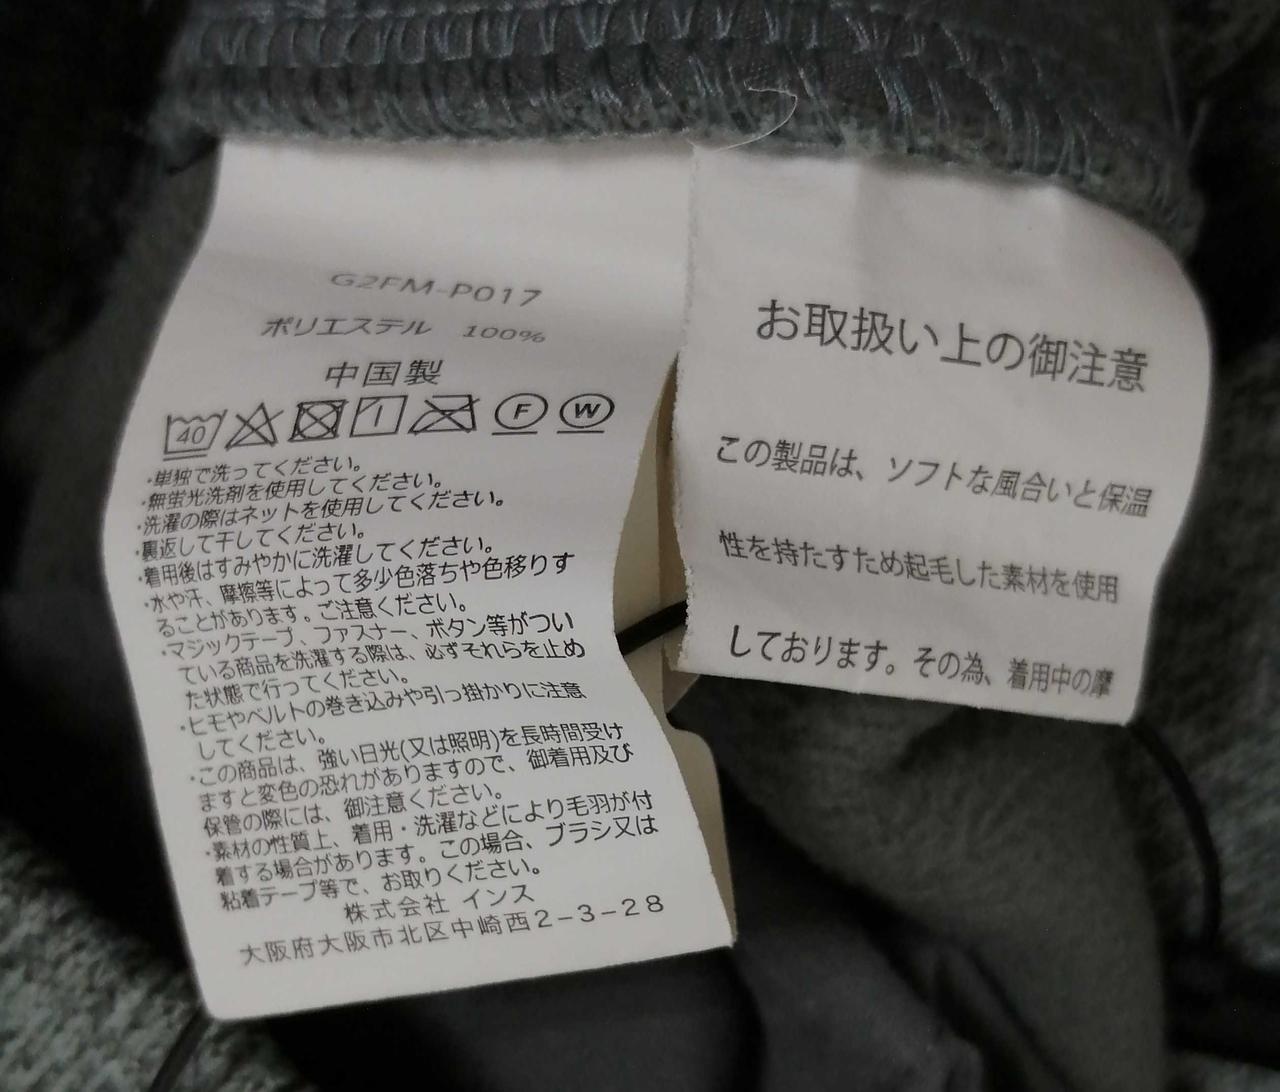 G2FM-P017
ポリエステル 100%
中国製
40 F W
・単独で洗ってください。
・無蛍光洗剤を使用してください。
・洗濯の際はネットを使用してください。
・裏返して干してください。
・着用後はすみやかに洗濯してください。
・水や汗、摩擦等によって多少色落ちや色移りす
ることがあります。ご注意ください。
・マジックテープ、ファスナー、ボタン等がつい
ている商品を洗濯する際は、必ずそれらを止め
た状態で行ってください。
・ヒモやベルトの巻き込みや引っ掛かりに注意
してください。
・この商品は、強い日光(又は照明)を長時間受け
ますと変色の恐れがありますので、御着用及び
保管の際には、御注意ください。
・素材の性質上、着用・洗濯などにより毛羽が付
着する場合があります。この場合、ブラシ又は
粘着テープ等で、お取りください。
株式会社 インス
大阪府大阪市北区中崎西2-3-28
お取扱い上の御注意
この製品は、ソフトな風合いと保温
性を持たすため起毛した素材を使用
しております。その為、着用中の摩